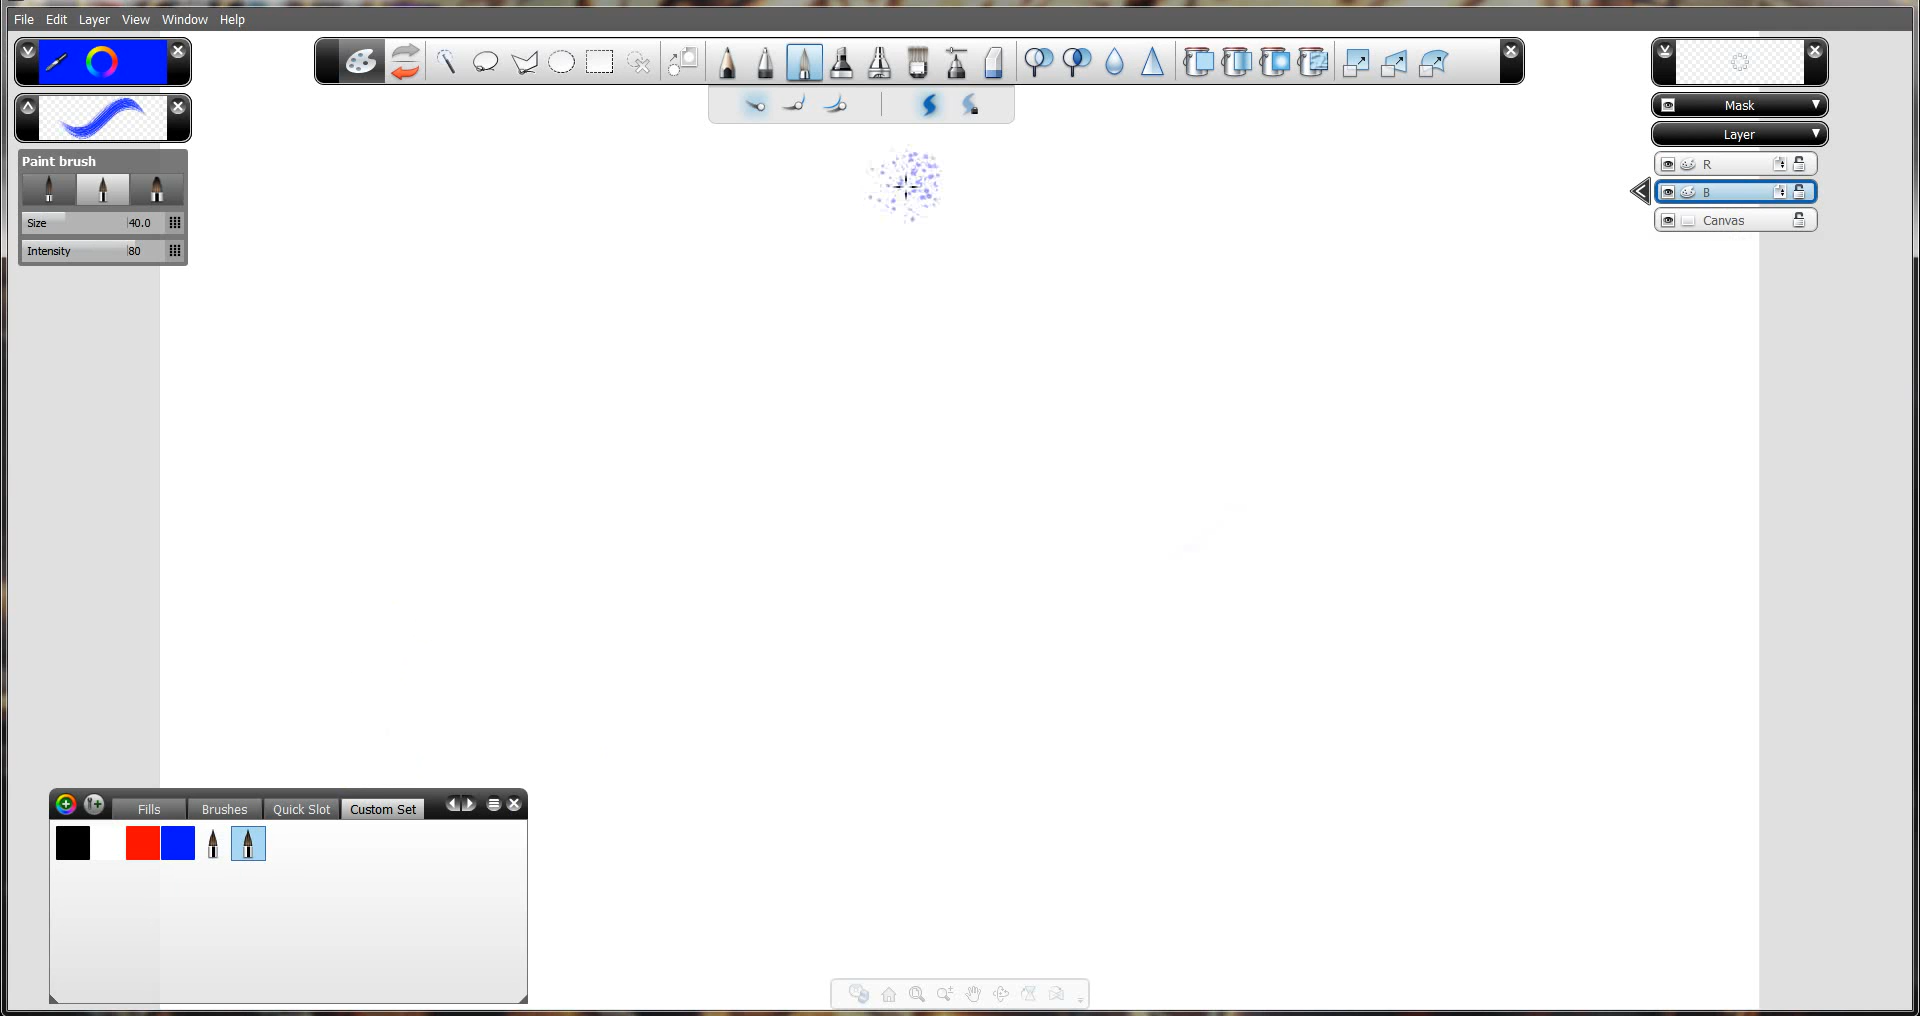 File Edit Layer View Window Help
Paint brush
Size 40.0
Intensity 80
Mask
Layer
R
B
Canvas
Fills Brushes Quick Slot Custom Set